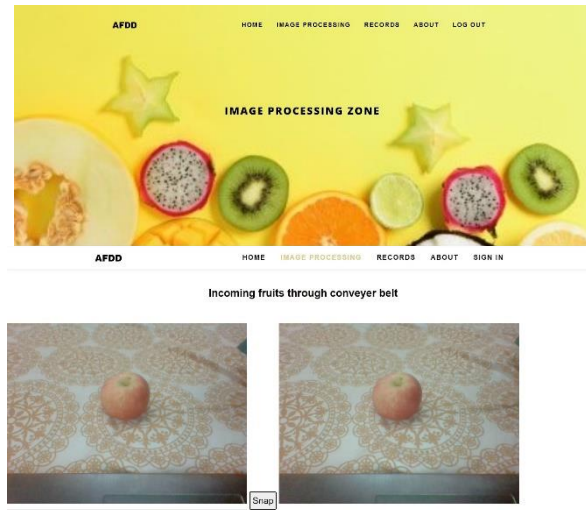 AFDD HOME IMAGE PROCESSING RECORDS ABOUT LOG OUT
IMAGE PROCESSING ZONE
AFDD HOME IMAGE PROCESSING RECORDS ABOUT SIGN IN
Incoming fruits through conveyer belt
Snap